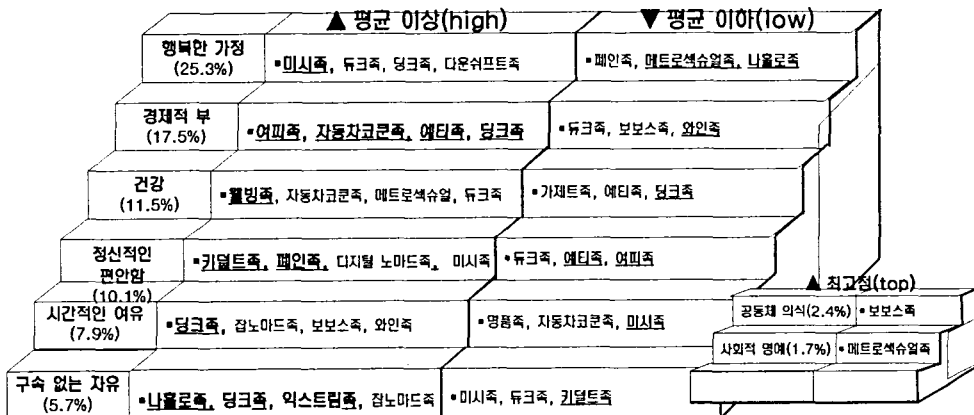 ▲ 평균 이상(high) ▼ 평균 이하(low)
행복한 가정
(25.3%)
▪미시족, 듀크족, 딩크족, 다운쉬프트족
▪폐인족, 메트로섹슈얼족, 나홀로족
경제적 부
(17.5%)
▪여피족, 자동차코쿤족, 예티족, 딩크족
▪듀크족, 보보스족, 와인족
건강
(11.5%)
▪웰빙족, 자동차코쿤족, 메트로섹슈얼, 듀크족
▪가제트족, 예티족, 딩크족
정신적인
편안함
(10.1%)
▪키덜트족, 폐인족, 디지털 노마드족, 미시족
▪듀크족, 예티족, 여피족
시간적인 여유
(7.9%)
▪딩크족, 잡노마드족, 보보스족, 와인족
▪명품족, 자동차코쿤족, 미시족
구속 없는 자유
(5.7%)
▪나홀로족, 딩크족, 익스트림족, 잡노마드족
▪미시족, 듀크족, 키덜트족
▲ 최고점(top)
공동체 의식(2.4%) ▪보보스족
사회적 명예(1.7%) ▪메트로섹슈얼족